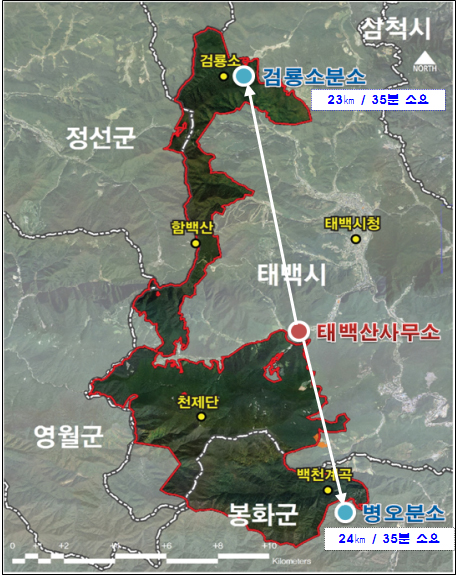 삼척시
검룡소
NORTH
검룡소분소
23㎞ / 35분 소요
정선군
태백시청
함백산
태백시
태백산사무소
천제단
영월군
백천계곡
봉화군
병오분소
24㎞ / 35분 소요
0 +2 +4 +6 +8 +10
Kilometers